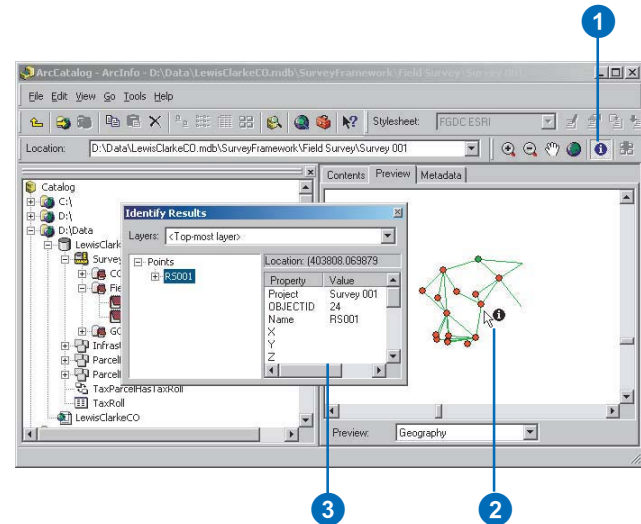 1
ArcCatalog - ArcInfo - D:\Data\LewisClarkeCO.mdb\SurveyFramework\Field Survey\Survey 001
File Edit View Go Tools Help
Stylesheet: FGDC ESRI
Location: D:\Data\LewisClarkeCO.mdb\SurveyFramework\Field Survey\Survey 001
Contents Preview Metadata
Catalog
C:\
D:\
D:\Data
LewisClark
Survey
CO
Fie
GC
Infrast
Parcel
Parcel
TaxParcelHasTaxRoll
TaxRoll
LewisClarkeCO
Identify Results
Layers: <Top-most layer>
Points
RS001
Location: (403808.069879
Property Value
Project Survey 001
OBJECTID 24
Name RS001
X
Y
Z
Preview: Geography
3
2